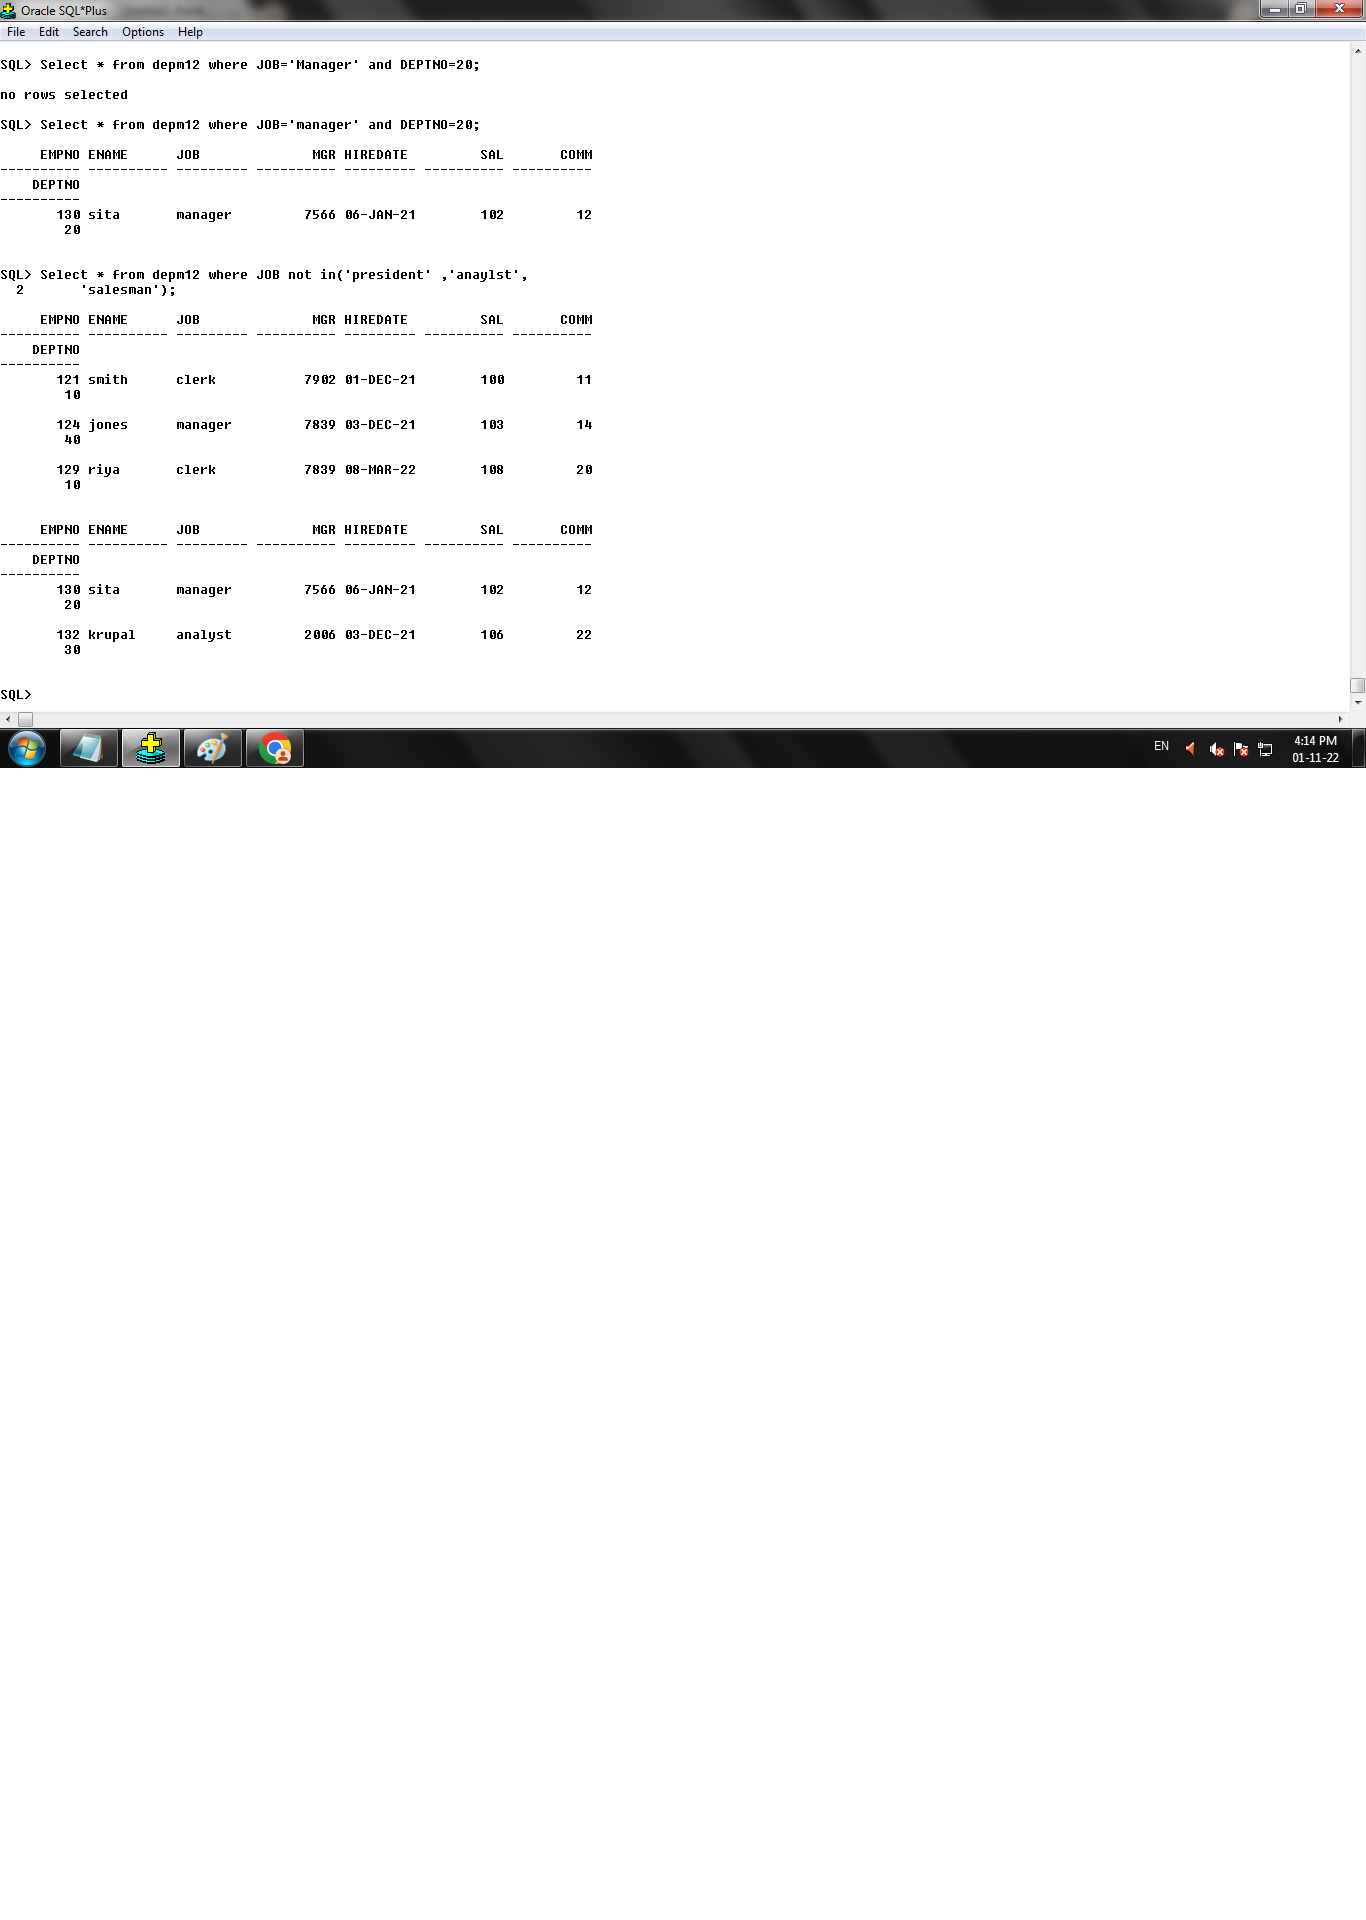 Oracle SQL*Plus
File Edit Search Options Help
SQL> Select * from depm12 where JOB='Manager' and DEPTNO=20;
no rows selected
SQL> Select * from depm12 where JOB='manager' and DEPTNO=20;
EMPNO ENAME JOB MGR HIREDATE SAL COMM
---------- ---------- --------- ---------- --------- ---------- ----------
DEPTNO
----------
130 sita manager 7566 06-JAN-21 102 12
20
SQL> Select * from depm12 where JOB not in('president' ,'anaylst',
2 'salesman');
EMPNO ENAME JOB MGR HIREDATE SAL COMM
---------- ---------- --------- ---------- --------- ---------- ----------
DEPTNO
----------
121 smith clerk 7902 01-DEC-21 100 11
10
124 jones manager 7839 03-DEC-21 103 14
40
129 riya clerk 7839 08-MAR-22 108 20
10
EMPNO ENAME JOB MGR HIREDATE SAL COMM
---------- ---------- --------- ---------- --------- ---------- ----------
DEPTNO
----------
130 sita manager 7566 06-JAN-21 102 12
20
132 krupal analyst 2006 03-DEC-21 106 22
30
SQL>
EN
4:14 PM
01-11-22